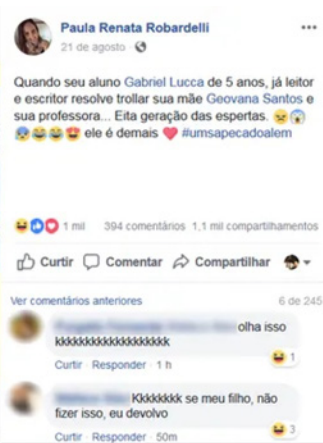 Paula Renata Robardelli
21 de agosto
Quando seu aluno Gabriel Lucca de 5 anos, já leitor
e escritor resolve trollar sua mãe Geovana Santos e
sua professora... Eita geração das espertas. 😠😱
😰😂😂😍 ele é demais ❤️ #umsapecadoalem
1 mil 394 comentários 1,1 mil compartilhamentos
Curtir Comentar Compartilhar
Ver comentários anteriores 6 de 245
olha isso
kkkkkkkkkkkkkkkkkkk
Curtir · Responder · 1 h 1
Kkkkkkk se meu filho, não
fizer isso, eu devolvo
Curtir · Responder · 50m 3